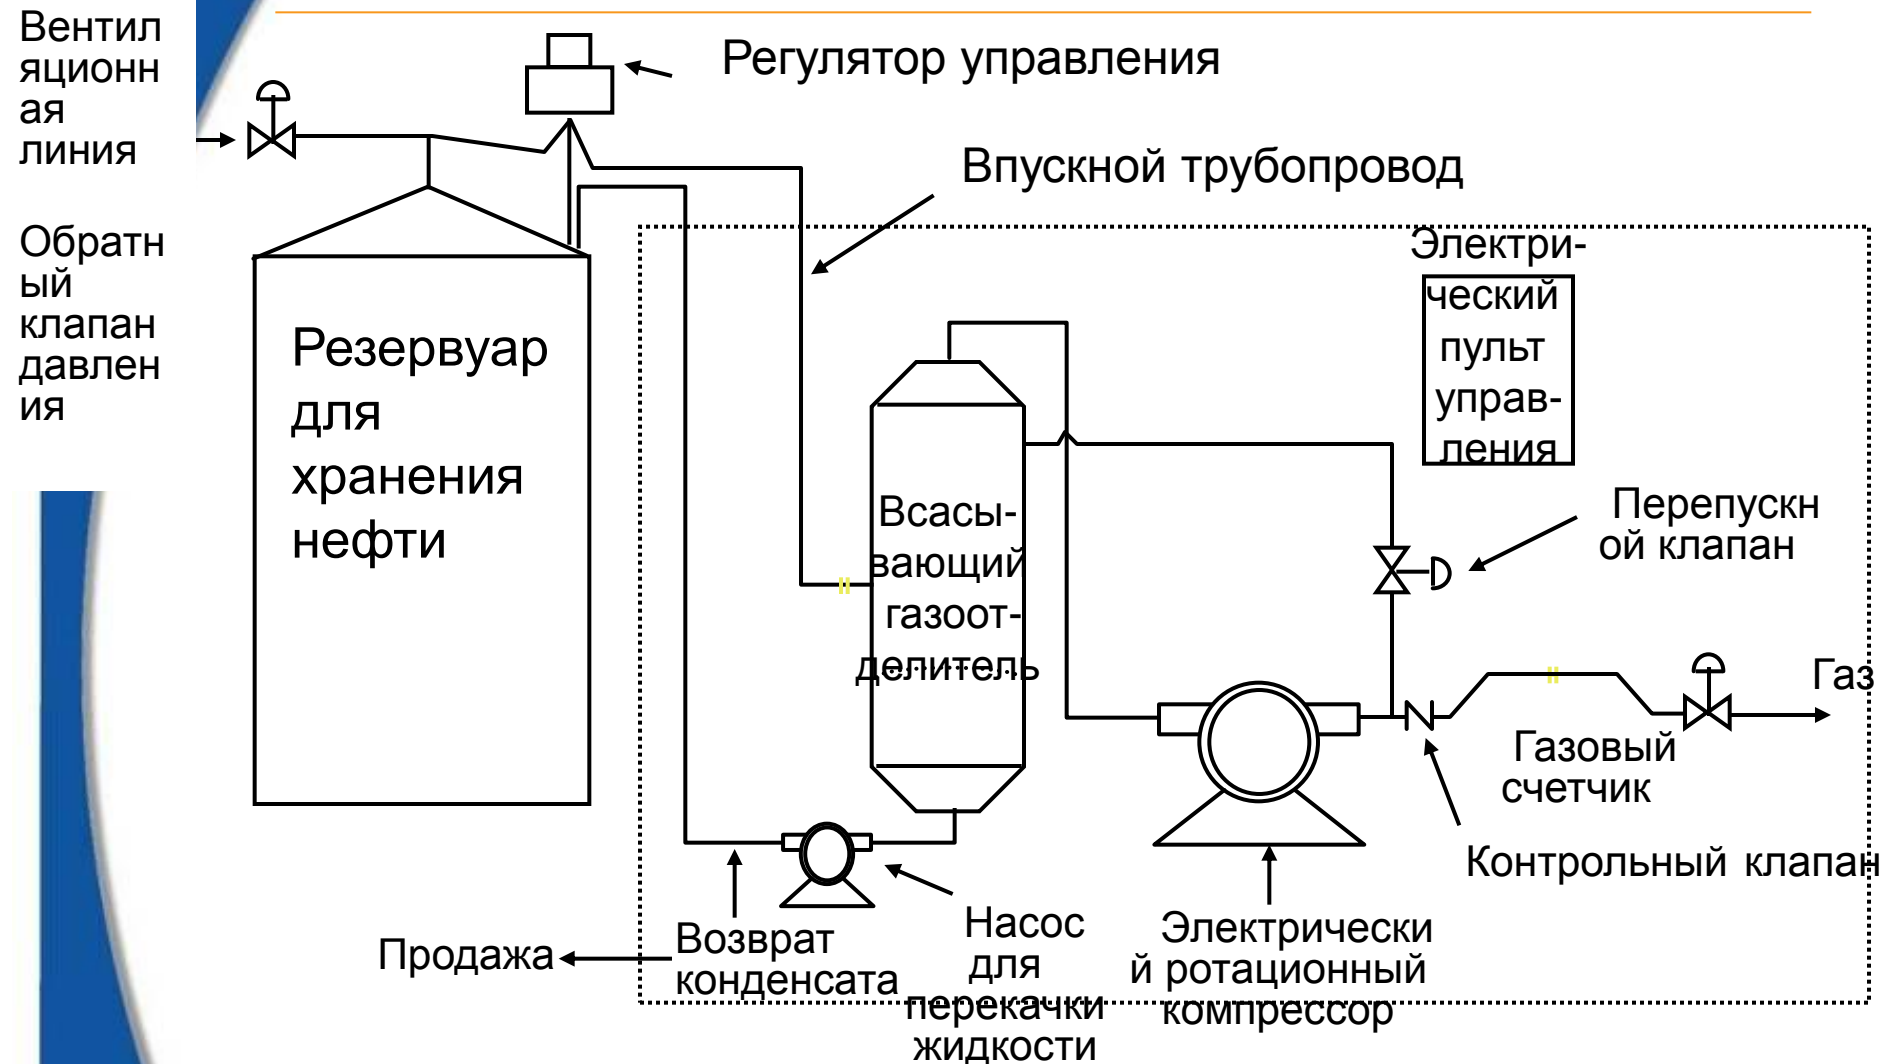 Вентил
яционн
ая
линия
Обратн
ый
клапан
давлен
ия
Регулятор управления
Впускной трубопровод
Резервуар
для
хранения
нефти
Электри-
ческий
пульт
управ-
ления
Всасы-
вающий
газоот-
делитель
Перепускн
ой клапан
Газ
Газовый
счетчик
Контрольный клапан
Продажа
Возврат
конденсата
Насос
для
перекачки
жидкости
Электрически
й ротационный
компрессор